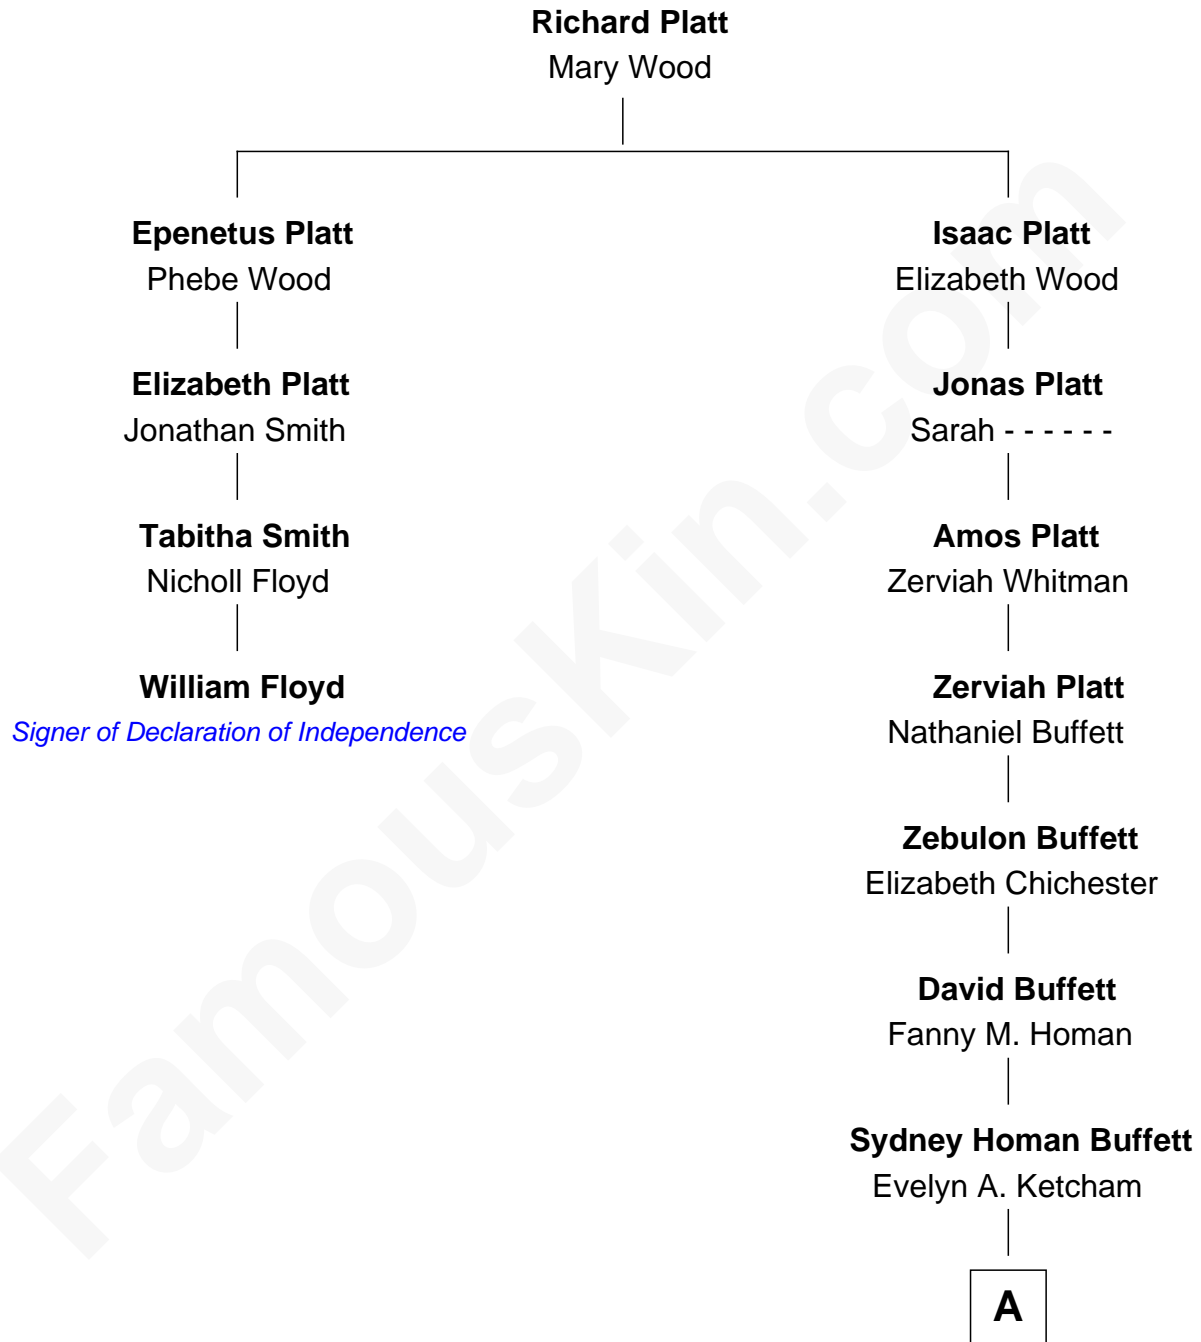 Richard Platt
Mary Wood
Epenetus Platt
Phebe Wood
Isaac Platt
Elizabeth Wood
Elizabeth Platt
Jonathan Smith
Jonas Platt
Sarah - - - - - -
Tabitha Smith
Nicholl Floyd
Amos Platt
Zerviah Whitman
William Floyd
Signer of Declaration of Independence
Zerviah Platt
Nathaniel Buffett
Zebulon Buffett
Elizabeth Chichester
David Buffett
Fanny M. Homan
Sydney Homan Buffett
Evelyn A. Ketcham
A
FamousKin.com